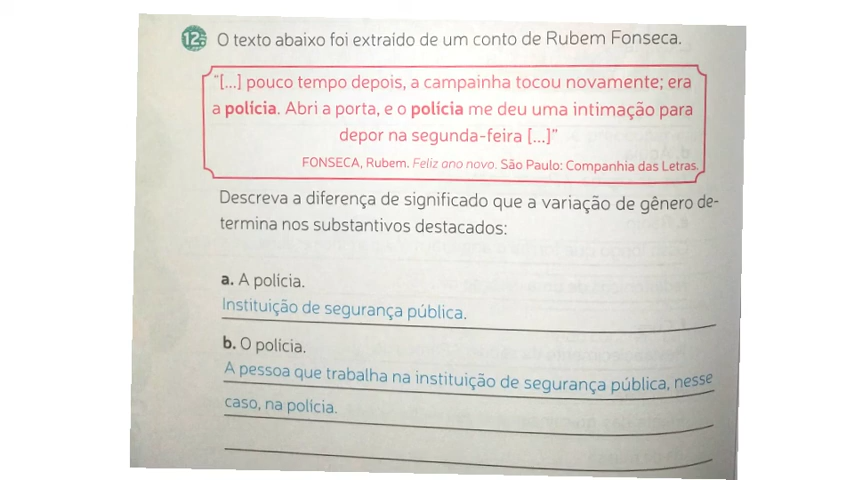 12. O texto abaixo foi extraído de um conto de Rubem Fonseca.
"[...] pouco tempo depois, a campainha tocou novamente; era
a polícia. Abri a porta, e o polícia me deu uma intimação para
depor na segunda-feira [...]"
FONSECA, Rubem. Feliz ano novo. São Paulo: Companhia das Letras.
Descreva a diferença de significado que a variação de gênero de-
termina nos substantivos destacados:
a. A polícia.
Instituição de segurança pública.
b. O polícia.
A pessoa que trabalha na instituição de segurança pública, nesse
caso, na polícia.